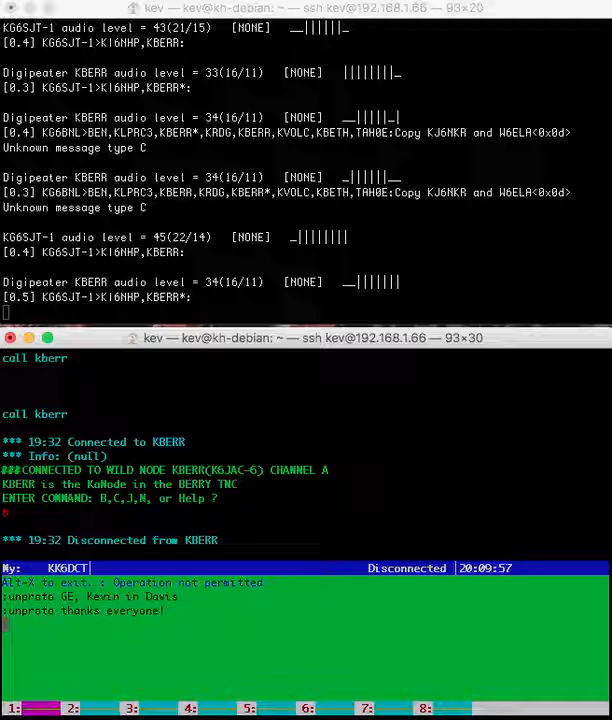 kev — kev@kh-debian: ~ — ssh kev@192.168.1.66 — 93×20
KG6SJT-1 audio level = 43(21/15) [NONE] __||||||_
[0.4] KG6SJT-1>KI6NHP,KBERR:
Digipeater KBERR audio level = 33(16/11) [NONE] ||||||||_
[0.3] KG6SJT-1>KI6NHP,KBERR*:
Digipeater KBERR audio level = 34(16/11) [NONE] __|||||_|
[0.4] KG6BNL>BEN,KLPRC3,KBERR*,KRDG,KBERR,KVOLC,KBETH,TAHOE:Copy KJ6NKR and W6ELA<0x0d>
Unknown message type C
Digipeater KBERR audio level = 34(16/11) [NONE] _||||||__
[0.3] KG6BNL>BEN,KLPRC3,KBERR,KRDG,KBERR*,KVOLC,KBETH,TAHOE:Copy KJ6NKR and W6ELA<0x0d>
Unknown message type C
KG6SJT-1 audio level = 45(22/14) [NONE] _||||||||
[0.4] KG6SJT-1>KI6NHP,KBERR:
Digipeater KBERR audio level = 34(16/11) [NONE] __|||||||
[0.5] KG6SJT-1>KI6NHP,KBERR*:
kev — kev@kh-debian: ~ — ssh kev@192.168.1.66 — 93×30
call kberr
call kberr
*** 19:32 Connected to KBERR
*** Info: (null)
###CONNECTED TO WILD NODE KBERR(K6JAC-6) CHANNEL A
KBERR is the KaNode in the BERRY TNC
ENTER COMMAND: B,C,J,N, or Help ?
*** 19:32 Disconnected from KBERR
My: KK6DCT Disconnected 20:09:57
Alt-X to exit. : Operation not permitted
:unproto GE, Kevin in Davis
:unproto thanks everyone!
1: 2: 3: 4: 5: 6: 7: 8: